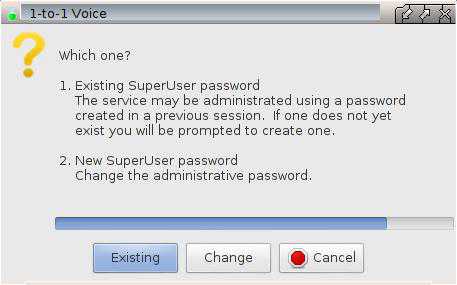 1-to-1 Voice
Which one?
1. Existing SuperUser password
The service may be administrated using a password
created in a previous session.  If one does not yet
exist you will be prompted to create one.
2. New SuperUser password
Change the administrative password.
Existing
Change
Cancel